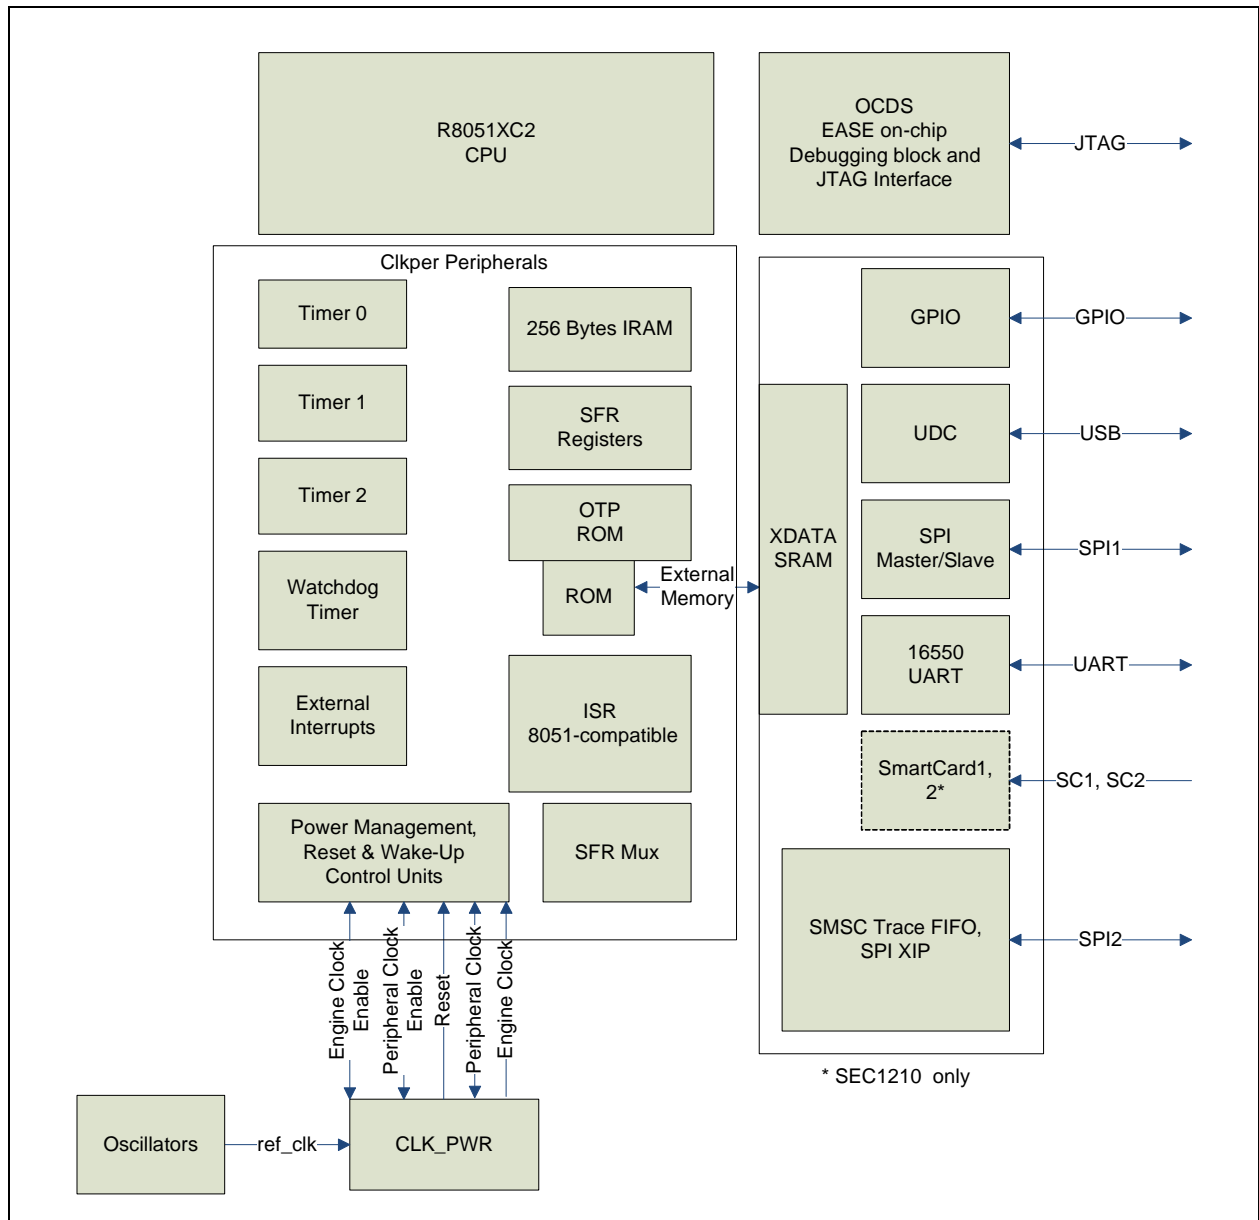 R8051XC2
CPU
OCDS
EASE on-chip
Debugging block and
JTAG Interface
JTAG
Clkper Peripherals
Timer 0
Timer 1
Timer 2
Watchdog
Timer
External
Interrupts
Power Management,
Reset & Wake-Up
Control Units
256 Bytes IRAM
SFR
Registers
OTP
ROM
ROM
External
Memory
ISR
8051-compatible
SFR Mux
XDATA
SRAM
GPIO
GPIO
UDC
USB
SPI
Master/Slave
SPI1
16550
UART
UART
SmartCard1,
2*
SC1, SC2
SMSC Trace FIFO,
SPI XIP
SPI2
* SEC1210 only
Engine Clock
Enable
Peripheral Clock
Enable
Reset
Peripheral Clock
Engine Clock
Oscillators
ref_clk
CLK_PWR